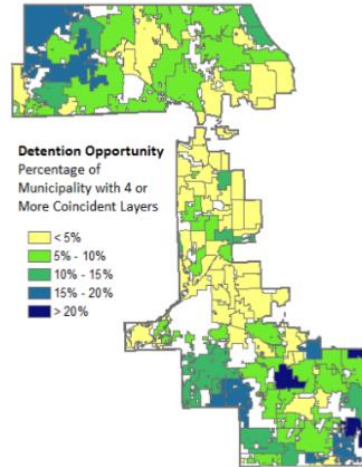 Detention Opportunity
Percentage of
Municipality with 4 or
More Coincident Layers
< 5%
5% - 10%
10% - 15%
15% - 20%
> 20%